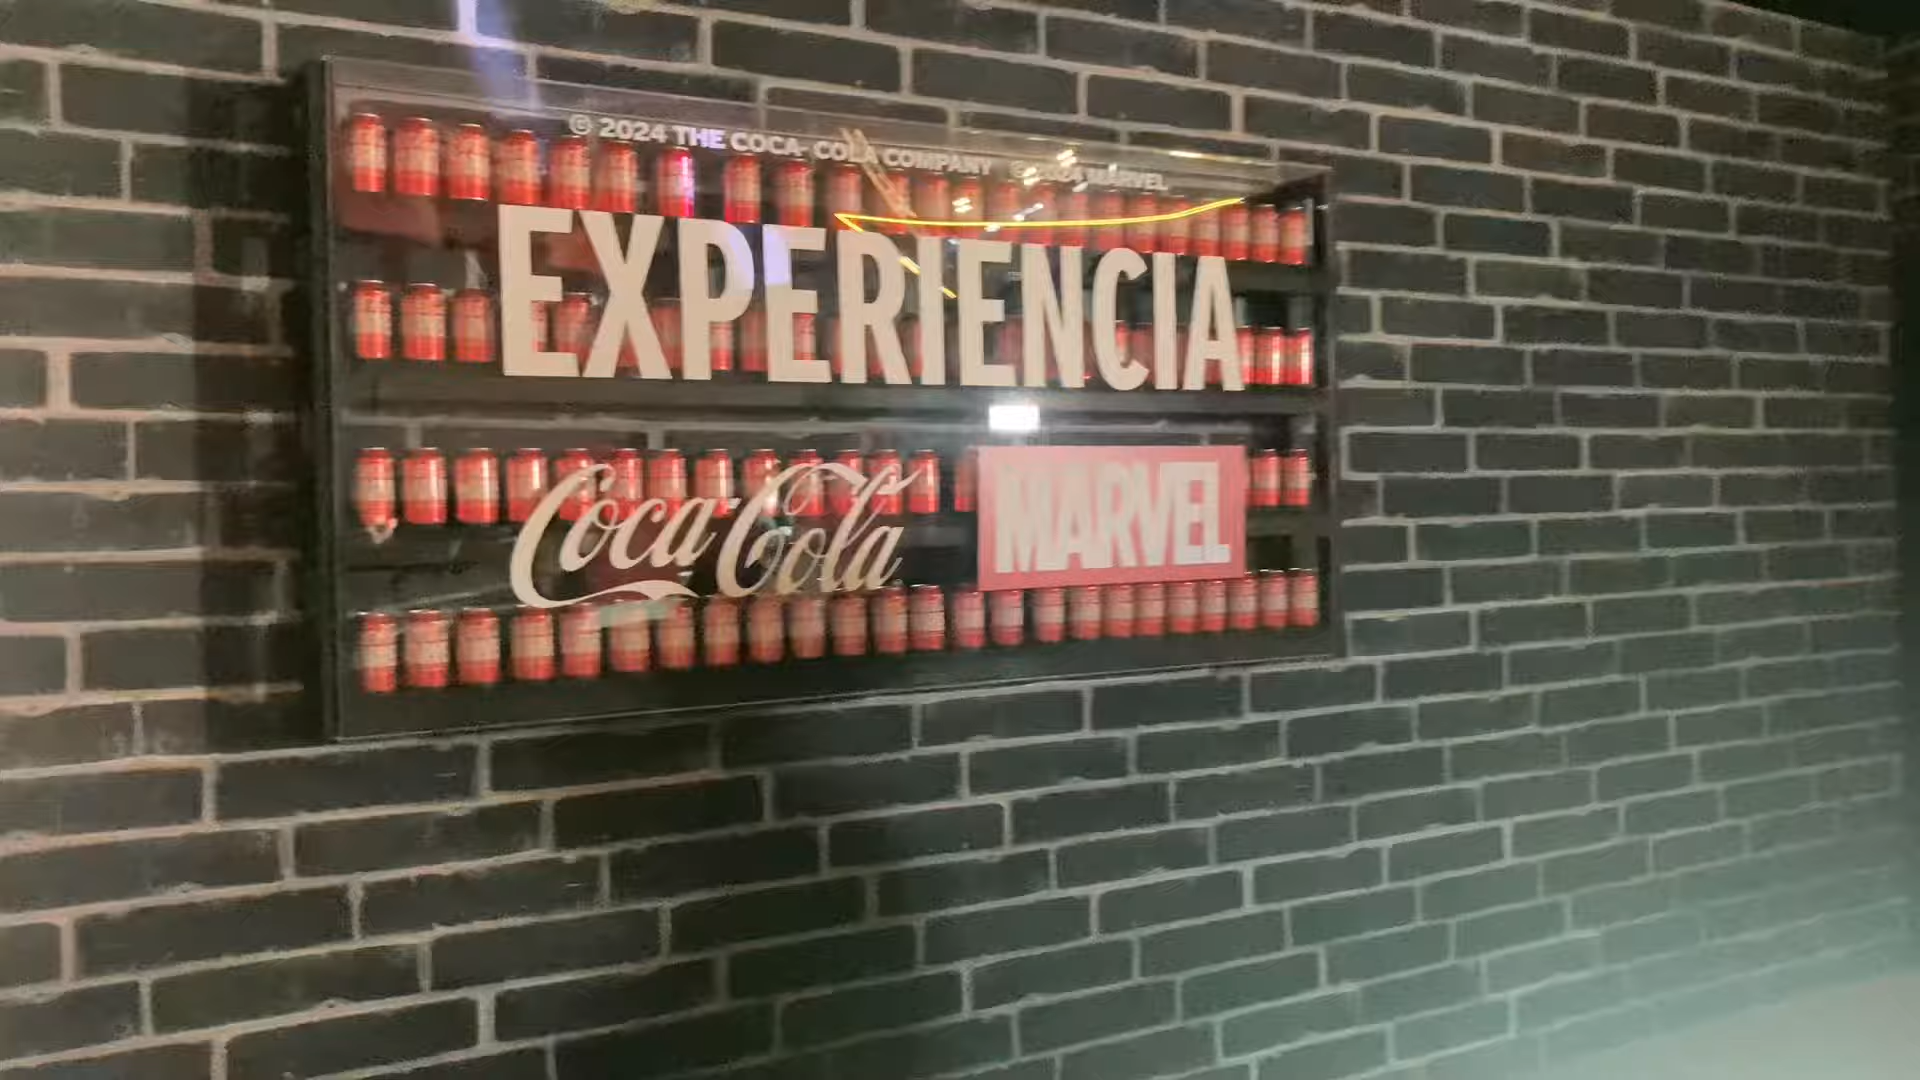 © 2024 THE COCA-COLA COMPANY © 2024 MARVEL
EXPERIENCIA
Coca-Cola MARVEL